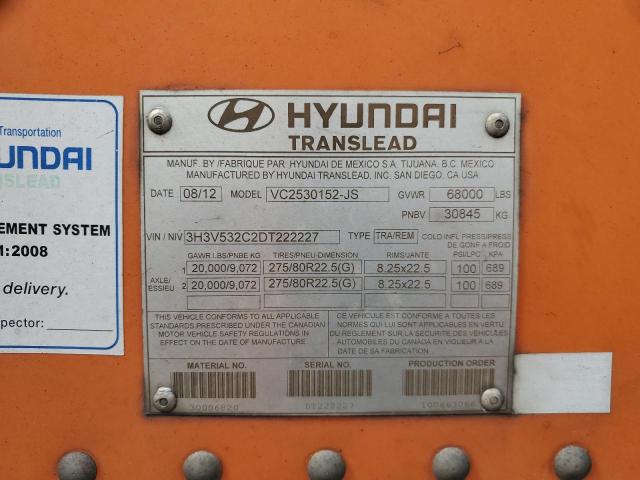 Transportation
UNDAI
NSLEAD
EMENT SYSTEM
1:2008
delivery.
pector:
HYUNDAI
TRANSLEAD
MANUF. BY /FABRIQUE PAR HYUNDAI DE MEXICO S.A. TIJUANA, B.C. MEXICO
MANUFACTURED BY HYUNDAI TRANSLEAD, INC. SAN DIEGO, CA USA
DATE 08/12 MODEL VC2530152-JS GVWR 68000 LBS
PNBV 30845 KG
VIN / NIV 3H3V532C2DT222227 TYPE TRA/REM COLD INFL PRESS/PRESS
DE GONF A FROID
GAWR LBS/PNBE KG TIRES/PNEU-DIMENSION RIMS/JANTE PSI/LPC KPA
1 20,000/9,072 275/80R22.5(G) 8.25x22.5 100 689
AXLE/
ESSIEU
2 20,000/9,072 275/80R22.5(G) 8.25x22.5 100 689
THIS VEHICLE CONFORMS TO ALL APPLICABLE
STANDARDS PRESCRIBED UNDER THE CANADIAN
MOTOR VEHICLE SAFETY REGULATIONS IN
EFFECT ON THE DATE OF MANUFACTURE
CE VEHICULE EST CONFORME A TOUTES LES
NORMES QUI LUI SONT APPLICABLES EN VERTU
DU REGLEMENT SUR LA SECURITE DES VEHICULES
AUTOMOBILES DU CANADA EN VIGUEUR A LA
DATE DE SA FABRICATION
MATERIAL NO. SERIAL NO. PRODUCTION ORDER
30006820 DT222227